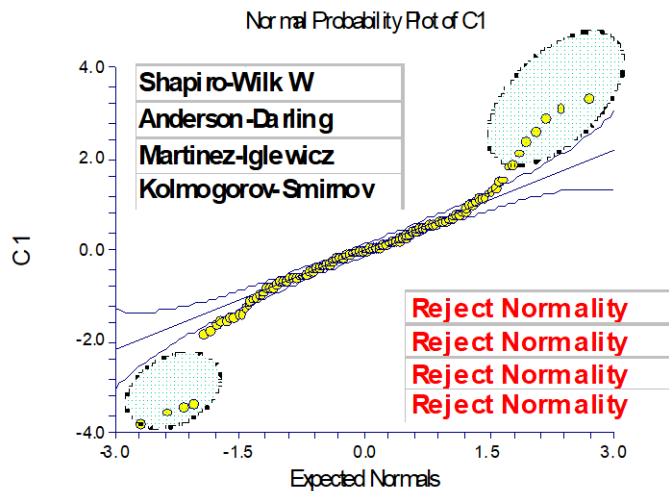 Normal Probability Plot of C1
4.0
Shapiro-Wilk W
Anderson-Darling
Martinez-Iglewicz
Kolmogorov-Smirnov
2.0
C1
0.0
Reject Normality
Reject Normality
Reject Normality
Reject Normality
-2.0
-4.0
-3.0 -1.5 0.0 1.5 3.0
Expected Normals